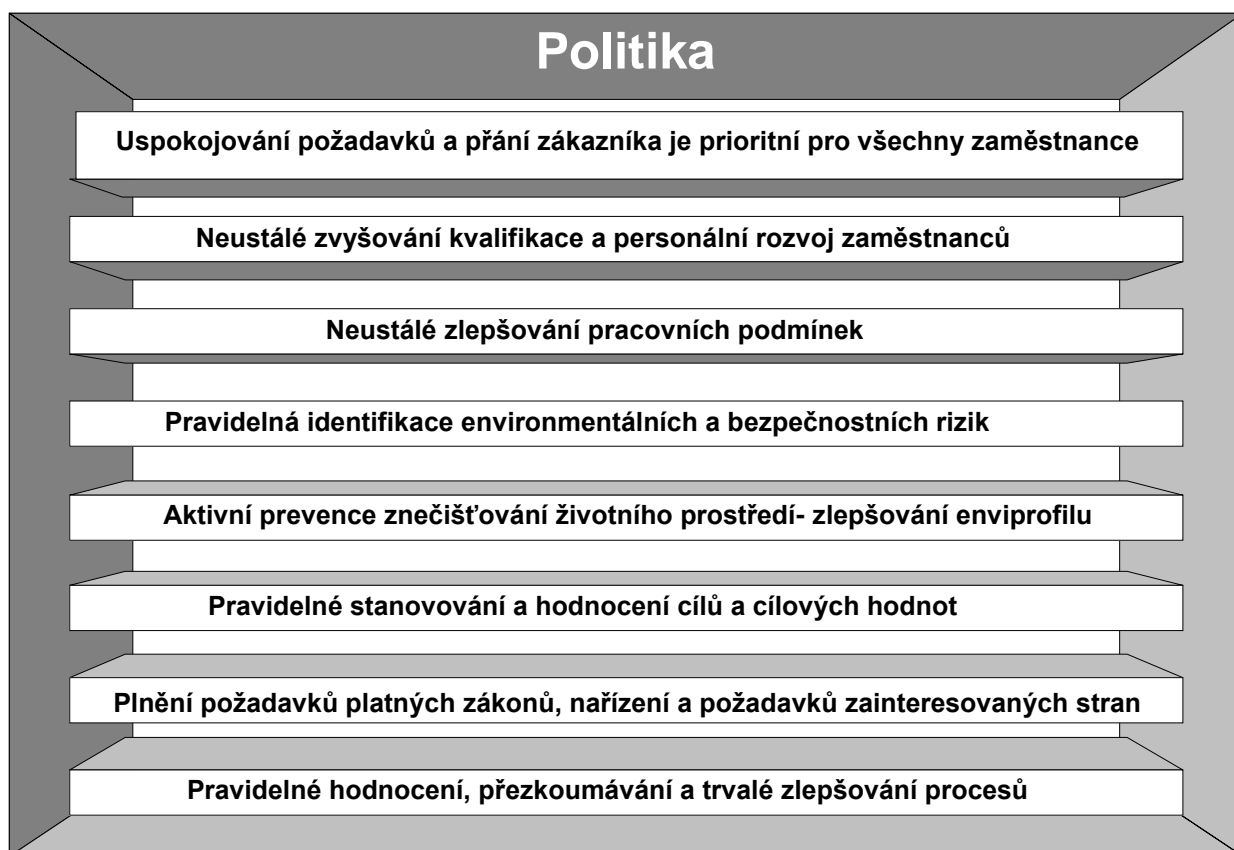 Politika
Uspokojování požadavků a přání zákazníka je prioritní pro všechny zaměstnance
Neustálé zvyšování kvalifikace a personální rozvoj zaměstnanců
Neustálé zlepšování pracovních podmínek
Pravidelná identifikace environmentálních a bezpečnostních rizik
Aktivní prevence znečišťování životního prostředí- zlepšování enviprofilu
Pravidelné stanovování a hodnocení cílů a cílových hodnot
Plnění požadavků platných zákonů, nařízení a požadavků zainteresovaných stran
Pravidelné hodnocení, přezkoumávání a trvalé zlepšování procesů